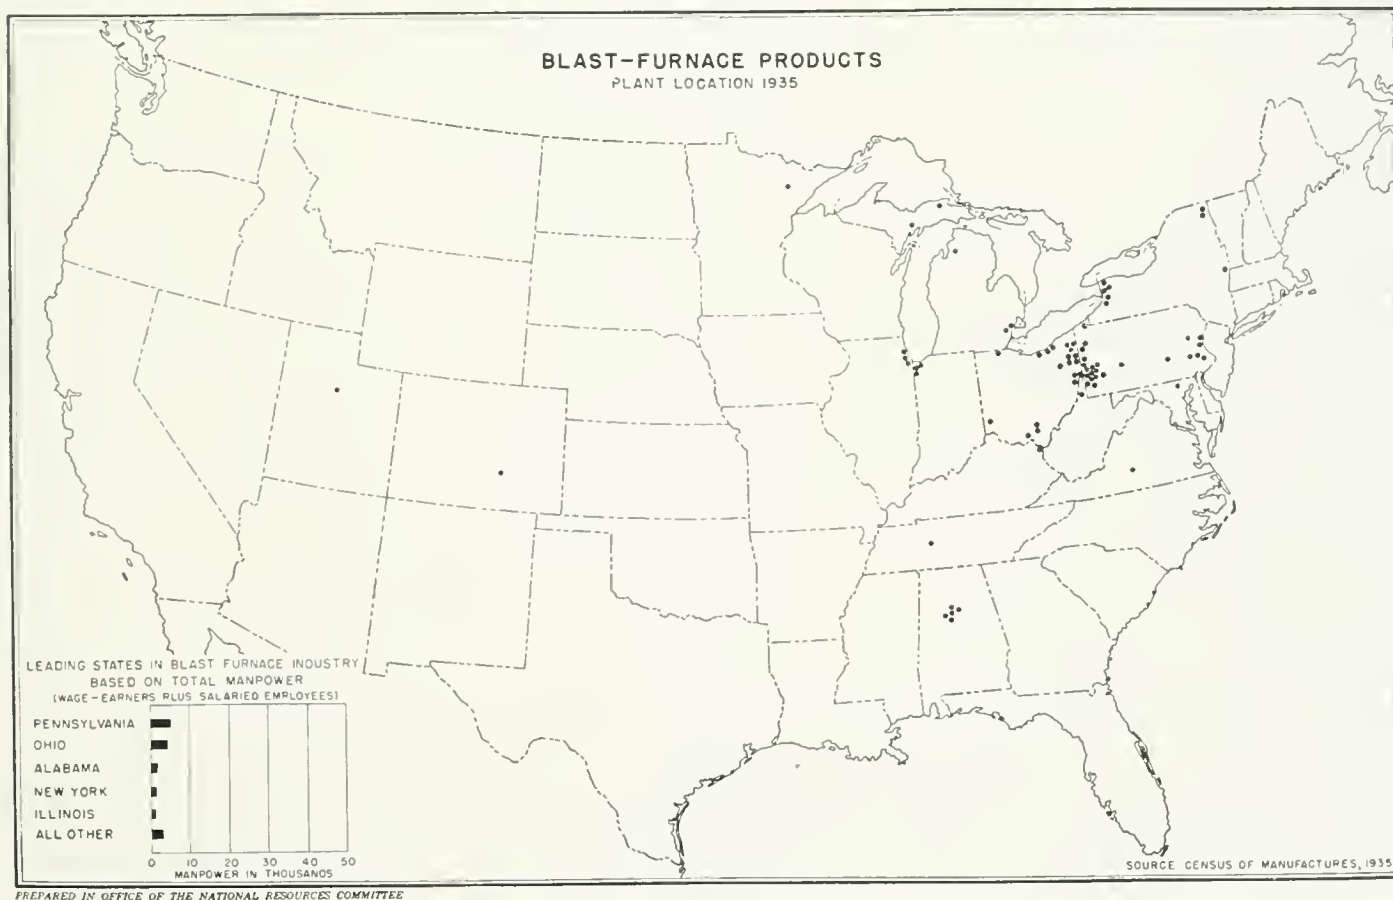 BLAST-FURNACE PRODUCTS
PLANT LOCATION 1935
LEADING STATES IN BLAST FURNACE INDUSTRY
BASED ON TOTAL MANPOWER
(WAGE-EARNERS PLUS SALARIED EMPLOYEES)
PENNSYLVANIA
OHIO
ALABAMA
NEW YORK
ILLINOIS
ALL OTHER
0 10 20 30 40 50
MANPOWER IN THOUSANDS
SOURCE CENSUS OF MANUFACTURES, 1935
PREPARED IN OFFICE OF THE NATIONAL RESOURCES COMMITTEE